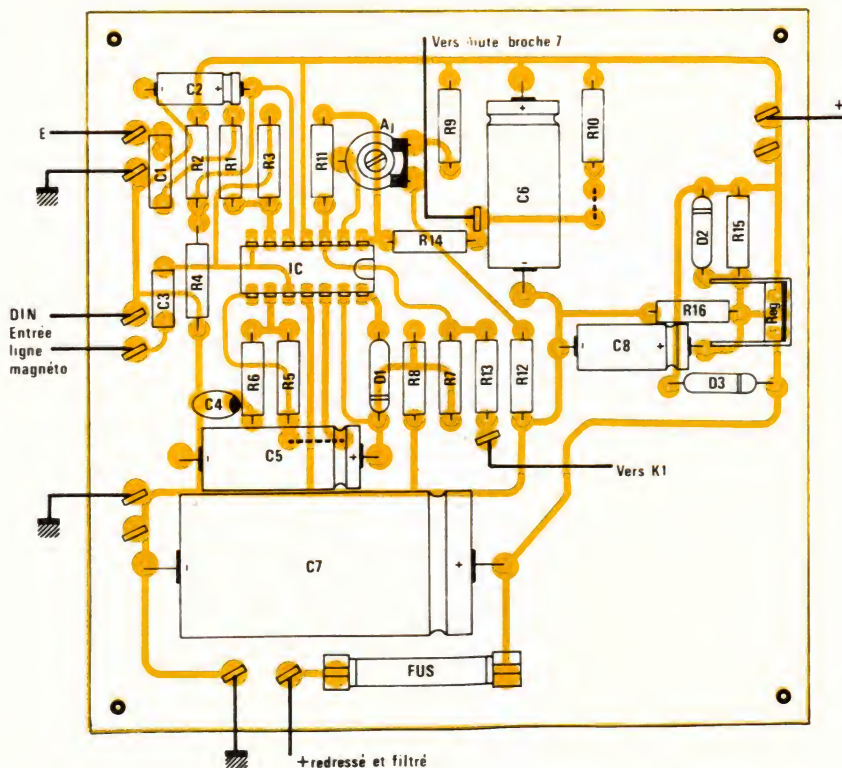 Vers mute broche 7
C2
A1
R9
R10
+
E
C1
R2
R1
R3
R11
C6
R14
D2
R15
IC
R4
C3
DIN
Entrée
ligne
magnéto
R16
Reg
C8
D3
R6
R5
D1
R8
R7
R13
R12
C4
C5
Vers K1
C7
FUS
+redressé et filtré